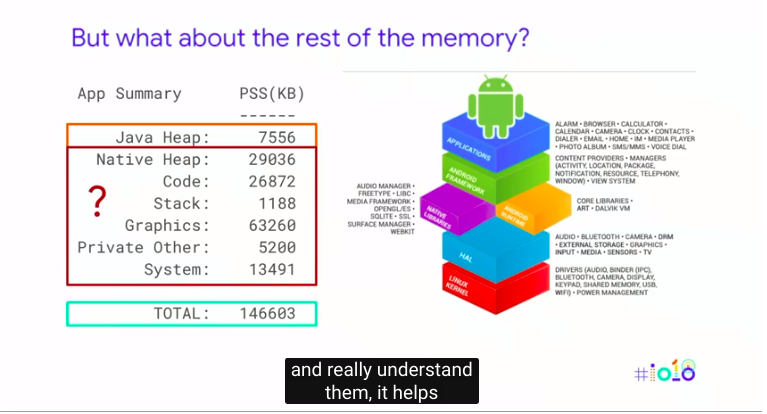 But what about the rest of the memory?
App Summary PSS(KB)
------
Java Heap: 7556
Native Heap: 29036
Code: 26872
Stack: 1188
Graphics: 63260
Private Other: 5200
System: 13491
?
TOTAL: 146603
APPLICATIONS
ALARM • BROWSER • CALCULATOR •
CALENDAR • CAMERA • CLOCK • CONTACTS •
DIALER • EMAIL • HOME • IM • MEDIA PLAYER
• PHOTO ALBUM • SMS/MMS • VOICE DIAL
ANDROID
FRAMEWORK
CONTENT PROVIDERS • MANAGERS
(ACTIVITY, LOCATION, PACKAGE,
NOTIFICATION, RESOURCE, TELEPHONY,
WINDOW) • VIEW SYSTEM
AUDIO MANAGER •
FREETYPE • LIBC •
MEDIA FRAMEWORK •
OPENGL/ES •
SQLITE • SSL •
SURFACE MANAGER •
WEBKIT
NATIVE
LIBRARIES
ANDROID
RUNTIME
CORE LIBRARIES •
ART • DALVIK VM
HAL
AUDIO • BLUETOOTH • CAMERA • DRM
• EXTERNAL STORAGE • GRAPHICS •
INPUT • MEDIA • SENSORS • TV
LINUX
KERNEL
DRIVERS (AUDIO, BINDER (IPC),
BLUETOOTH, CAMERA, DISPLAY,
KEYPAD, SHARED MEMORY, USB,
WIFI) • POWER MANAGEMENT
#io18
and really understand
them, it helps